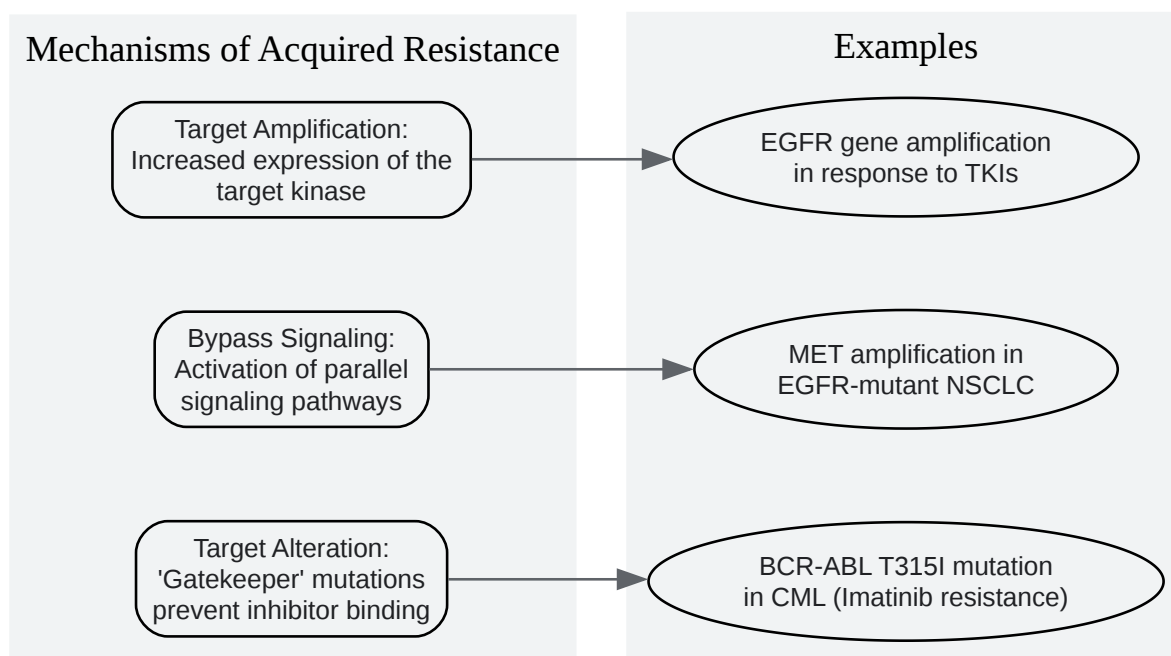 Mechanisms of Acquired Resistance
Examples
Target Amplification:
Increased expression of the
target kinase
EGFR gene amplification
in response to TKIs
Bypass Signaling:
Activation of parallel
signaling pathways
MET amplification in
EGFR-mutant NSCLC
Target Alteration:
'Gatekeeper' mutations
prevent inhibitor binding
BCR-ABL T315I mutation
in CML (Imatinib resistance)